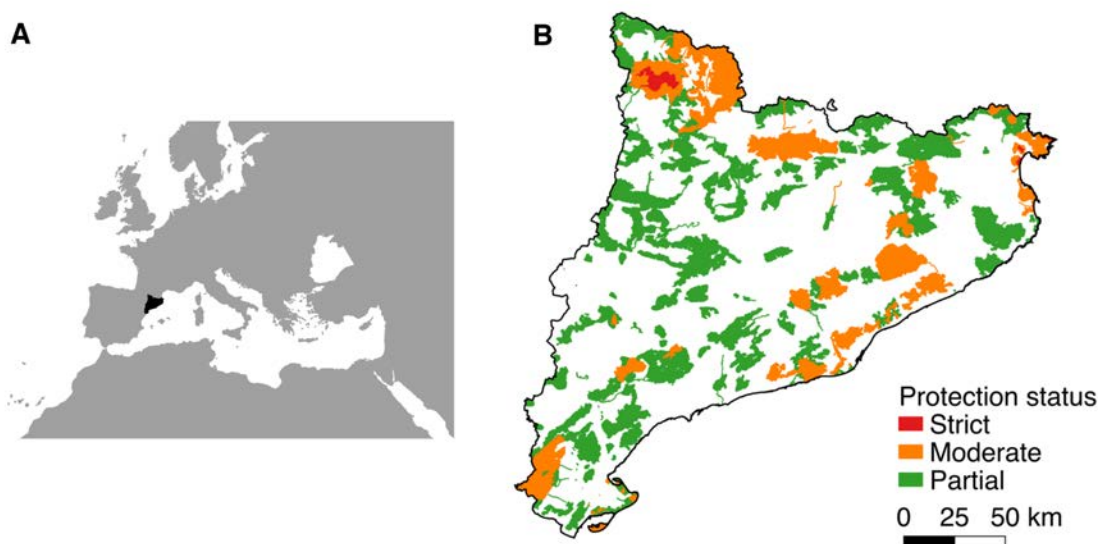 A
B
Protection status
Strict
Moderate
Partial
0 25 50 km